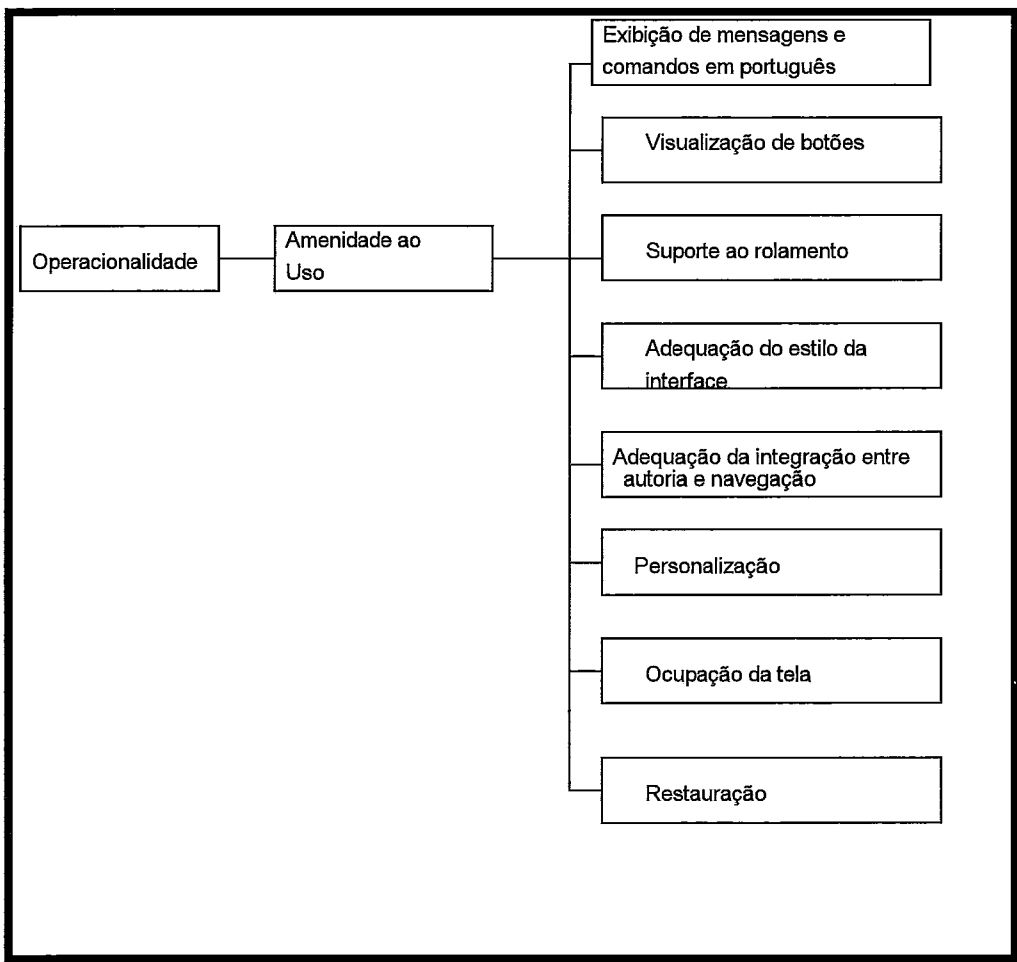 Exibição de mensagens e
comandos em português
Visualização de botões
Operacionalidade
Amenidade ao
Uso
Suporte ao rolamento
Adequação do estilo da
interface
Adequação da integração entre
autoria e navegação
Personalização
Ocupação da tela
Restauração